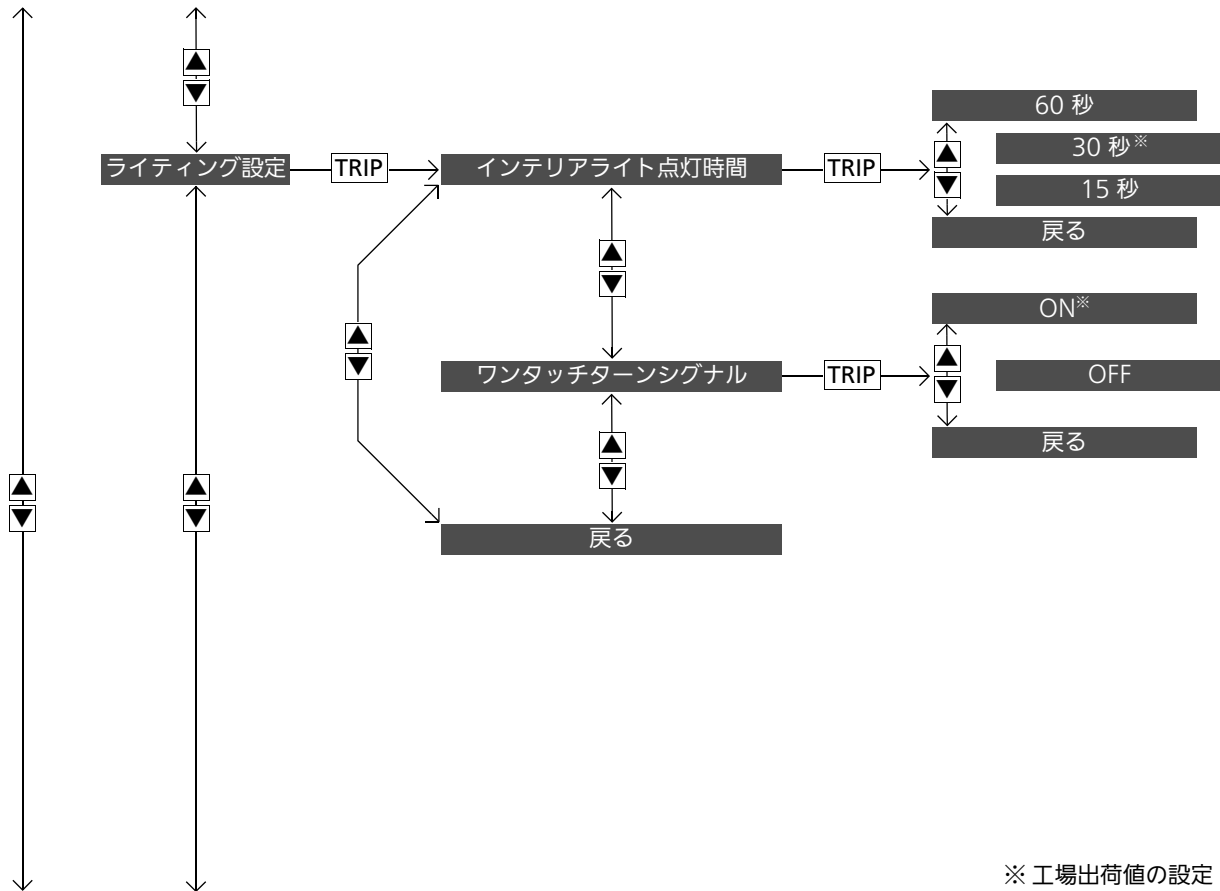 60 秒
ライティング設定
TRIP
インテリアライト点灯時間
TRIP
30 秒※
15 秒
戻る
ON※
ワンタッチターンシグナル
TRIP
OFF
戻る
戻る
※ 工場出荷値の設定